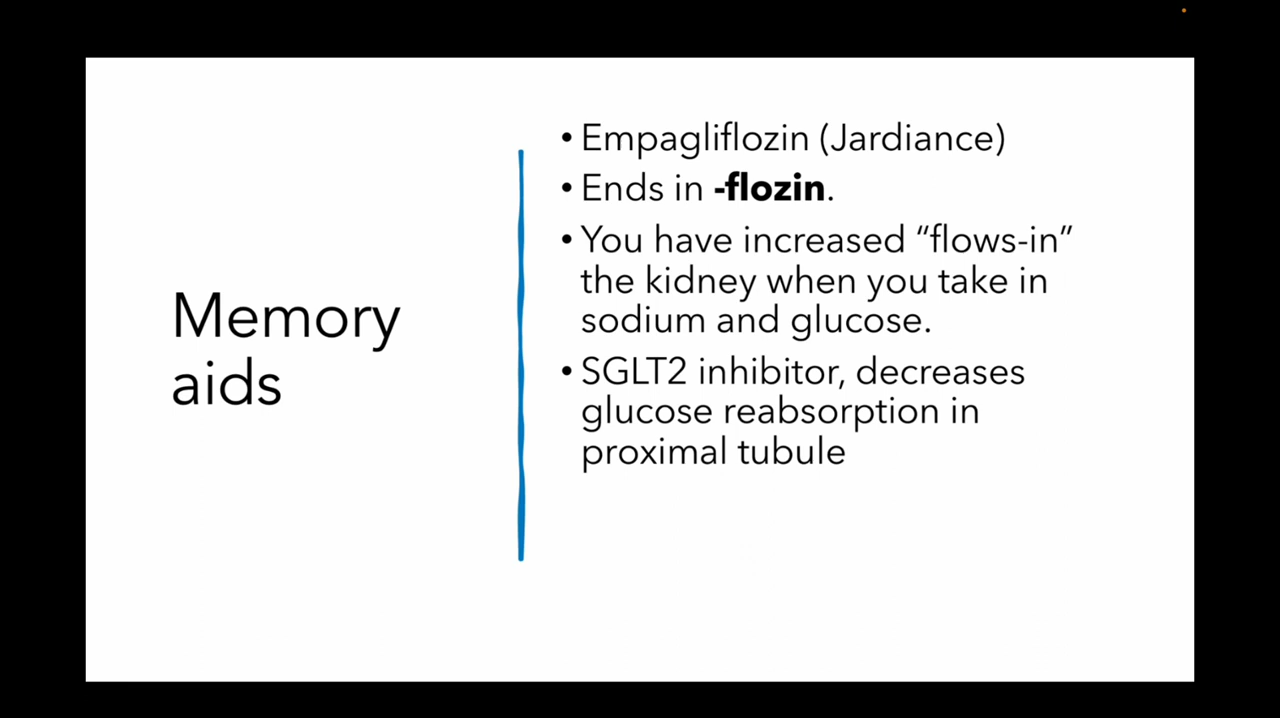 Memory
aids
• Empagliflozin (Jardiance)
• Ends in -flozin.
• You have increased “flows-in”
the kidney when you take in
sodium and glucose.
• SGLT2 inhibitor, decreases
glucose reabsorption in
proximal tubule